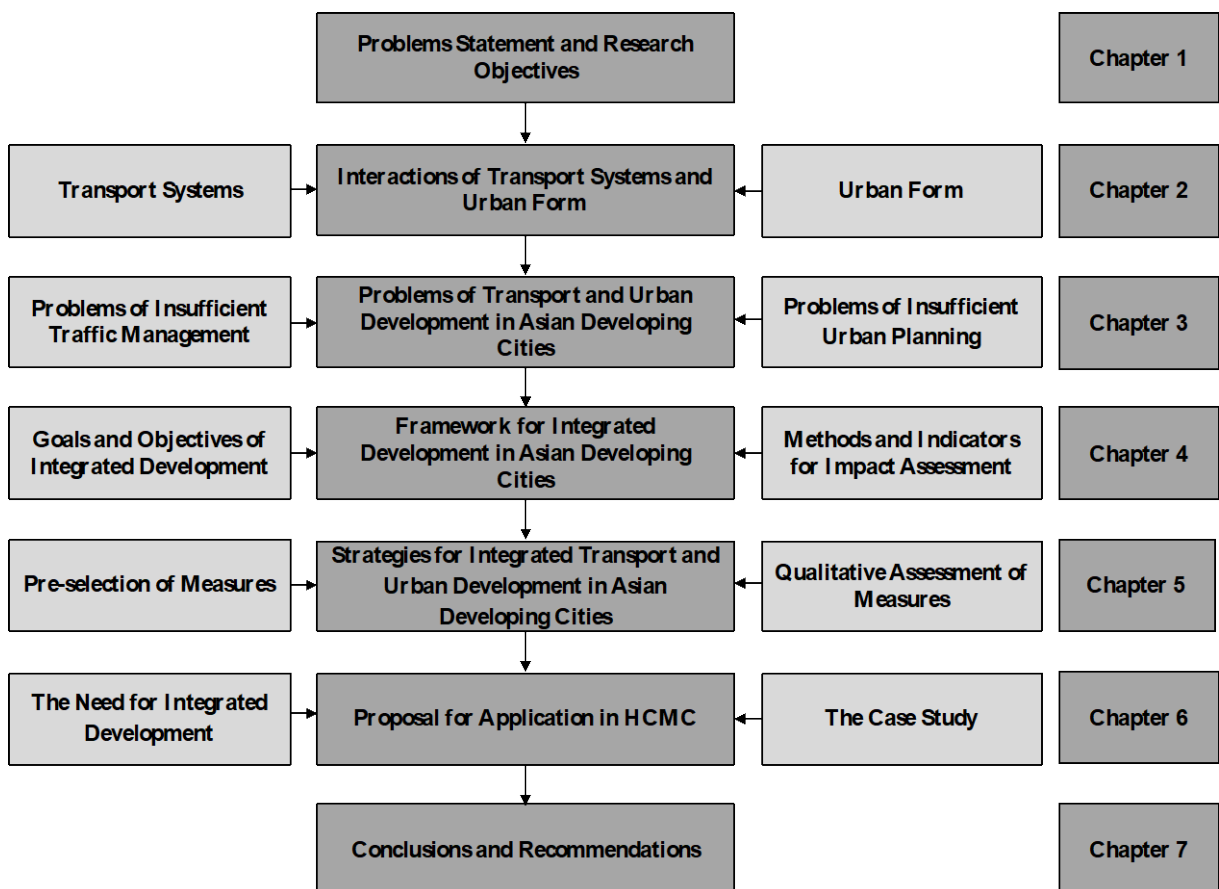 Problems Statement and Research
Objectives
Chapter 1
Transport Systems
Interactions of Transport Systems and
Urban Form
Urban Form
Chapter 2
Problems of Insufficient
Traffic Management
Problems of Transport and Urban
Development in Asian Developing
Cities
Problems of Insufficient
Urban Planning
Chapter 3
Goals and Objectives of
Integrated Development
Framework for Integrated
Development in Asian Developing
Cities
Methods and Indicators
for Impact Assessment
Chapter 4
Pre-selection of Measures
Strategies for Integrated Transport and
Urban Development in Asian
Developing Cities
Qualitative Assessment of
Measures
Chapter 5
The Need for Integrated
Development
Proposal for Application in HCMC
The Case Study
Chapter 6
Conclusions and Recommendations
Chapter 7